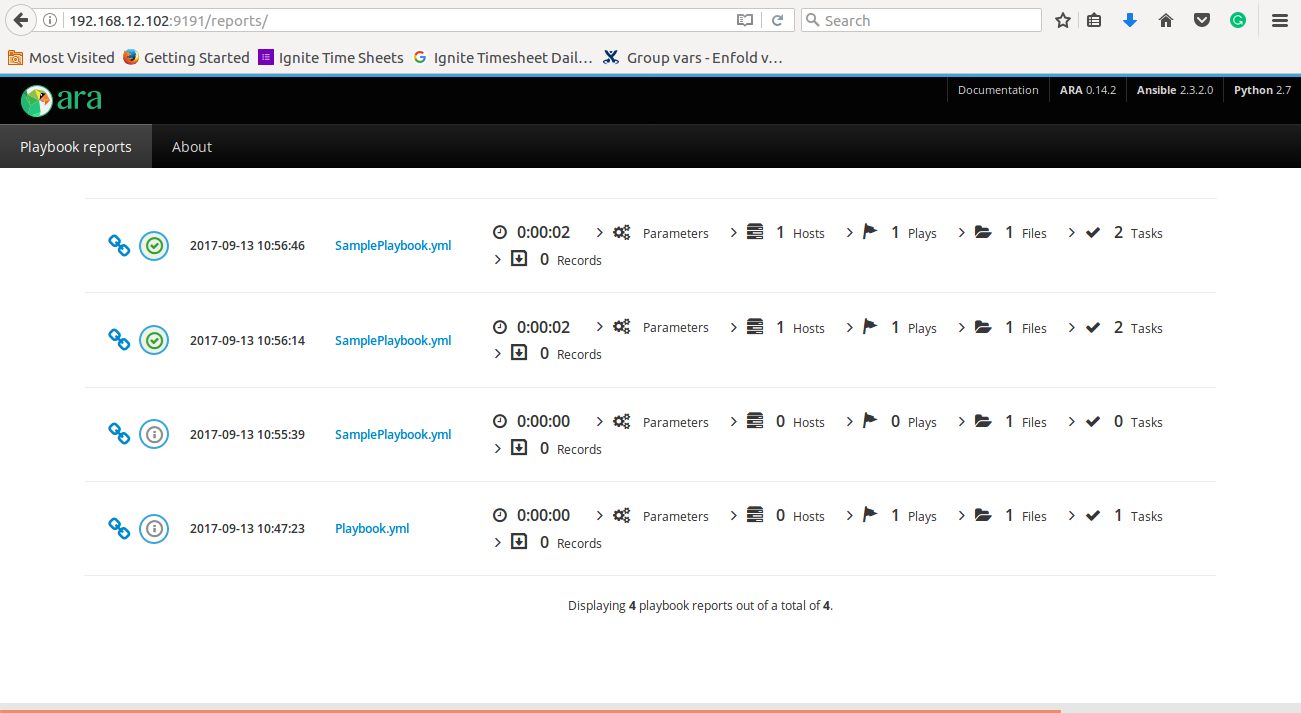 192.168.12.102:9191/reports/ Search
Most Visited Getting Started Ignite Time Sheets Ignite Timesheet Dail... Group vars - Enfold v...
ara Documentation ARA 0.14.2 Ansible 2.3.2.0 Python 2.7
Playbook reports About
2017-09-13 10:56:46 SamplePlaybook.yml 0:00:02 Parameters 1 Hosts 1 Plays 1 Files 2 Tasks
0 Records
2017-09-13 10:56:14 SamplePlaybook.yml 0:00:02 Parameters 1 Hosts 1 Plays 1 Files 2 Tasks
0 Records
2017-09-13 10:55:39 SamplePlaybook.yml 0:00:00 Parameters 0 Hosts 0 Plays 1 Files 0 Tasks
0 Records
2017-09-13 10:47:23 Playbook.yml 0:00:00 Parameters 0 Hosts 1 Plays 1 Files 1 Tasks
0 Records
Displaying 4 playbook reports out of a total of 4.